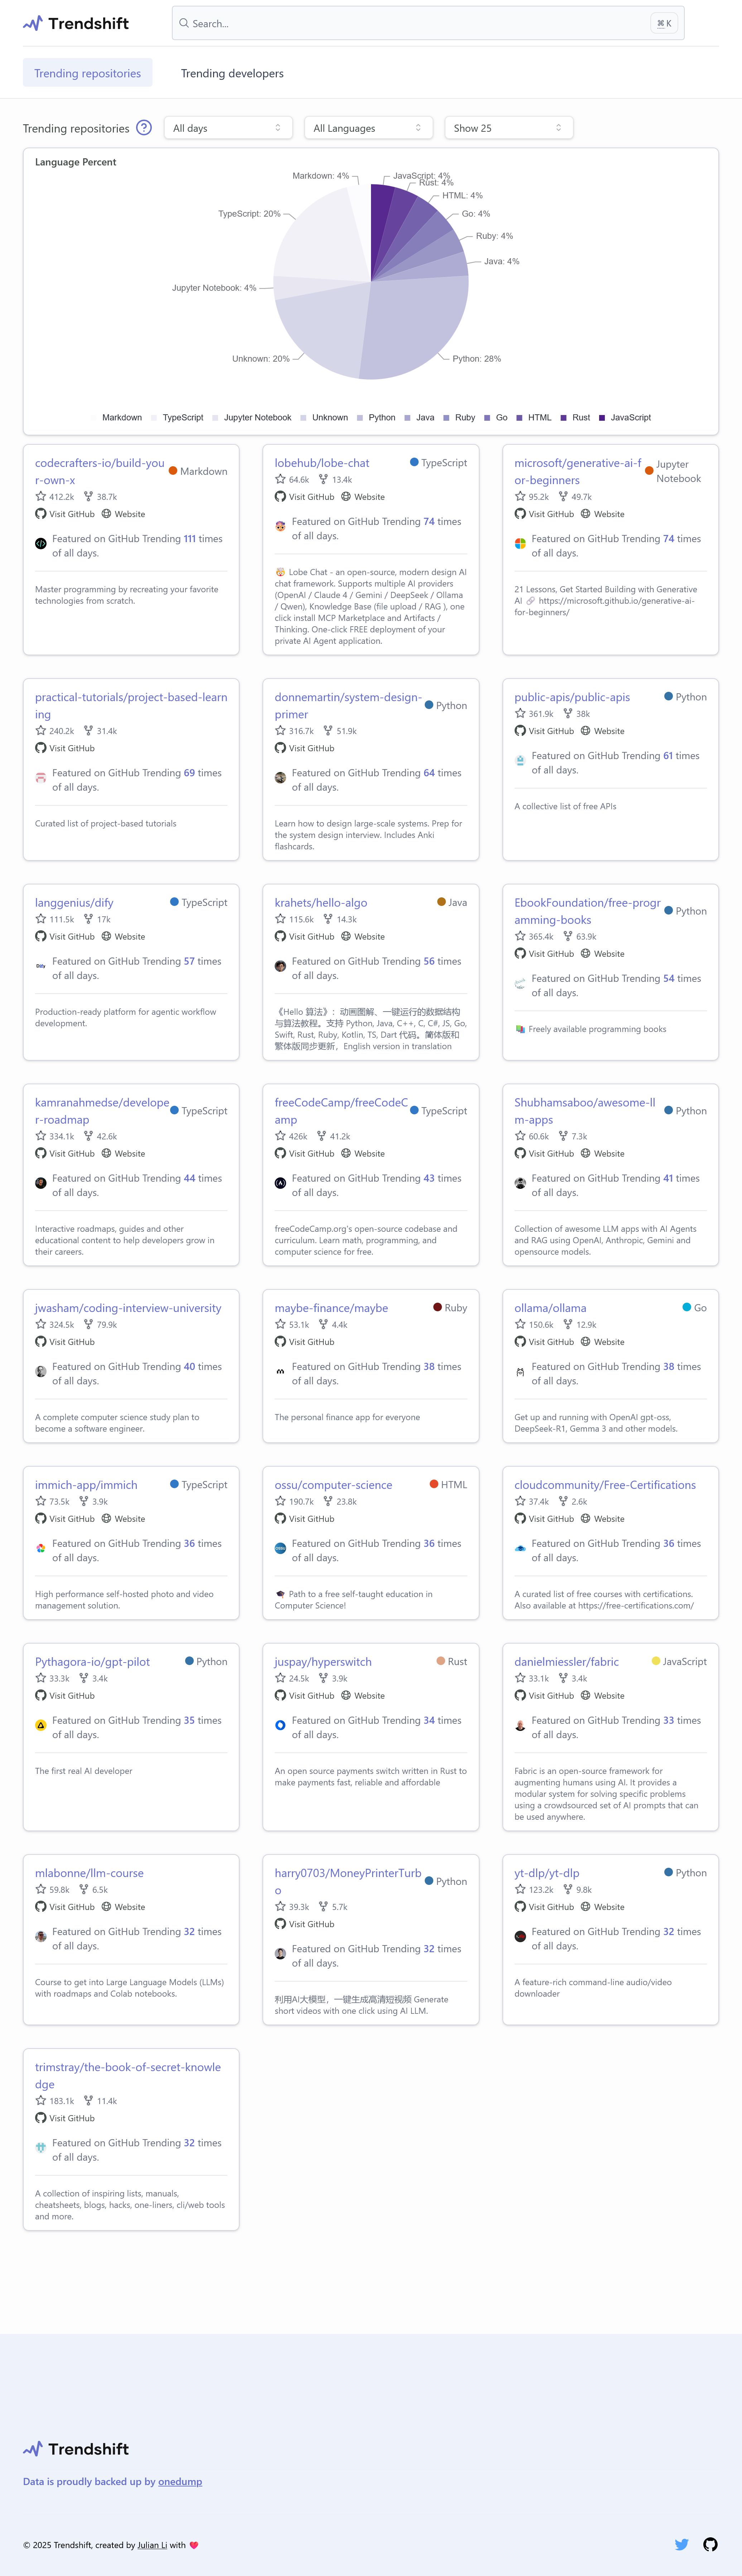 Trendshift
Search...
⌘ K
Trending repositories
Trending developers
Trending repositories
All days
All Languages
Show 25
Language Percent
Markdown: 4%
JavaScript: 4%
Rust: 4%
HTML: 4%
TypeScript: 20%
Go: 4%
Ruby: 4%
Java: 4%
Jupyter Notebook: 4%
Unknown: 20%
Python: 28%
Markdown TypeScript Jupyter Notebook Unknown Python Java Ruby Go HTML Rust JavaScript
codecrafters-io/build-you
r-own-x
Markdown
412.2k 38.7k
Visit GitHub Website
Featured on GitHub Trending 111 times
of all days.
Master programming by recreating your favorite
technologies from scratch.
lobehub/lobe-chat
TypeScript
64.6k 13.4k
Visit GitHub Website
Featured on GitHub Trending 74 times
of all days.
🤯 Lobe Chat - an open-source, modern design AI
chat framework. Supports multiple AI providers
(OpenAI / Claude 4 / Gemini / DeepSeek / Ollama
/ Qwen), Knowledge Base (file upload / RAG ), one
click install MCP Marketplace and Artifacts /
Thinking. One-click FREE deployment of your
private AI Agent application.
microsoft/generative-ai-f
or-beginners
Jupyter
Notebook
95.2k 49.7k
Visit GitHub Website
Featured on GitHub Trending 74 times
of all days.
21 Lessons, Get Started Building with Generative
AI 🔗 https://microsoft.github.io/generative-ai-
for-beginners/
practical-tutorials/project-based-learn
ing
240.2k 31.4k
Visit GitHub
Featured on GitHub Trending 69 times
of all days.
Curated list of project-based tutorials
donnemartin/system-design-
primer
Python
316.7k 51.9k
Visit GitHub
Featured on GitHub Trending 64 times
of all days.
Learn how to design large-scale systems. Prep for
the system design interview. Includes Anki
flashcards.
public-apis/public-apis
Python
361.9k 38k
Visit GitHub Website
Featured on GitHub Trending 61 times
of all days.
A collective list of free APIs
langgenius/dify
TypeScript
111.5k 17k
Visit GitHub Website
Featured on GitHub Trending 57 times
of all days.
Production-ready platform for agentic workflow
development.
krahets/hello-algo
Java
115.6k 14.3k
Visit GitHub Website
Featured on GitHub Trending 56 times
of all days.
《Hello 算法》：动画图解、一键运行的数据结构
与算法教程。支持 Python, Java, C++, C, C#, JS, Go,
Swift, Rust, Ruby, Kotlin, TS, Dart 代码。简体版和
繁体版同步更新，English version in translation
EbookFoundation/free-progr
amming-books
Python
365.4k 63.9k
Visit GitHub Website
Featured on GitHub Trending 54 times
of all days.
📚 Freely available programming books
kamranahmedse/develope
r-roadmap
TypeScript
334.1k 42.6k
Visit GitHub Website
Featured on GitHub Trending 44 times
of all days.
Interactive roadmaps, guides and other
educational content to help developers grow in
their careers.
freeCodeCamp/freeCodeC
amp
TypeScript
426k 41.2k
Visit GitHub Website
Featured on GitHub Trending 43 times
of all days.
freeCodeCamp.org's open-source codebase and
curriculum. Learn math, programming, and
computer science for free.
Shubhamsaboo/awesome-ll
m-apps
Python
60.6k 7.3k
Visit GitHub Website
Featured on GitHub Trending 41 times
of all days.
Collection of awesome LLM apps with AI Agents
and RAG using OpenAI, Anthropic, Gemini and
opensource models.
jwasham/coding-interview-university
324.5k 79.9k
Visit GitHub
Featured on GitHub Trending 40 times
of all days.
A complete computer science study plan to
become a software engineer.
maybe-finance/maybe
Ruby
53.1k 4.4k
Visit GitHub
Featured on GitHub Trending 38 times
of all days.
The personal finance app for everyone
ollama/ollama
Go
150.6k 12.9k
Visit GitHub Website
Featured on GitHub Trending 38 times
of all days.
Get up and running with OpenAI gpt-oss,
DeepSeek-R1, Gemma 3 and other models.
immich-app/immich
TypeScript
73.5k 3.9k
Visit GitHub Website
Featured on GitHub Trending 36 times
of all days.
High performance self-hosted photo and video
management solution.
ossu/computer-science
HTML
190.7k 23.8k
Visit GitHub
Featured on GitHub Trending 36 times
of all days.
🎓 Path to a free self-taught education in
Computer Science!
cloudcommunity/Free-Certifications
37.4k 2.6k
Visit GitHub Website
Featured on GitHub Trending 36 times
of all days.
A curated list of free courses with certifications.
Also available at https://free-certifications.com/
Pythagora-io/gpt-pilot
Python
33.3k 3.4k
Visit GitHub
Featured on GitHub Trending 35 times
of all days.
The first real AI developer
juspay/hyperswitch
Rust
24.5k 3.9k
Visit GitHub Website
Featured on GitHub Trending 34 times
of all days.
An open source payments switch written in Rust to
make payments fast, reliable and affordable
danielmiessler/fabric
JavaScript
33.1k 3.4k
Visit GitHub Website
Featured on GitHub Trending 33 times
of all days.
Fabric is an open-source framework for
augmenting humans using AI. It provides a
modular system for solving specific problems
using a crowdsourced set of AI prompts that can
be used anywhere.
mlabonne/llm-course
59.8k 6.5k
Visit GitHub Website
Featured on GitHub Trending 32 times
of all days.
Course to get into Large Language Models (LLMs)
with roadmaps and Colab notebooks.
harry0703/MoneyPrinterTurb
o
Python
39.3k 5.7k
Visit GitHub
Featured on GitHub Trending 32 times
of all days.
利用AI大模型，一键生成高清短视频 Generate
short videos with one click using AI LLM.
yt-dlp/yt-dlp
Python
123.2k 9.8k
Visit GitHub Website
Featured on GitHub Trending 32 times
of all days.
A feature-rich command-line audio/video
downloader
trimstray/the-book-of-secret-knowle
dge
183.1k 11.4k
Visit GitHub
Featured on GitHub Trending 32 times
of all days.
A collection of inspiring lists, manuals,
cheatsheets, blogs, hacks, one-liners, cli/web tools
and more.
Trendshift
Data is proudly backed up by onedump
© 2025 Trendshift, created by Julian Li with ❤️